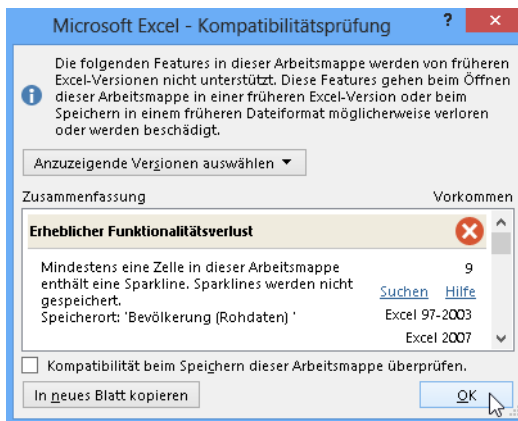 Microsoft Excel - Kompatibilitätsprüfung ? ×
Die folgenden Features in dieser Arbeitsmappe werden von früheren
Excel-Versionen nicht unterstützt. Diese Features gehen beim Öffnen
dieser Arbeitsmappe in einer früheren Excel-Version oder beim
Speichern in einem früheren Dateiformat möglicherweise verloren
oder werden beschädigt.
Anzuzeigende Versionen auswählen
Zusammenfassung Vorkommen
Erheblicher Funktionalitätsverlust
Mindestens eine Zelle in dieser Arbeitsmappe 9
enthält eine Sparkline. Sparklines werden nicht
gespeichert. Suchen Hilfe
Speicherort: 'Bevölkerung (Rohdaten) ' Excel 97-2003
Excel 2007
Kompatibilität beim Speichern dieser Arbeitsmappe überprüfen.
In neues Blatt kopieren OK